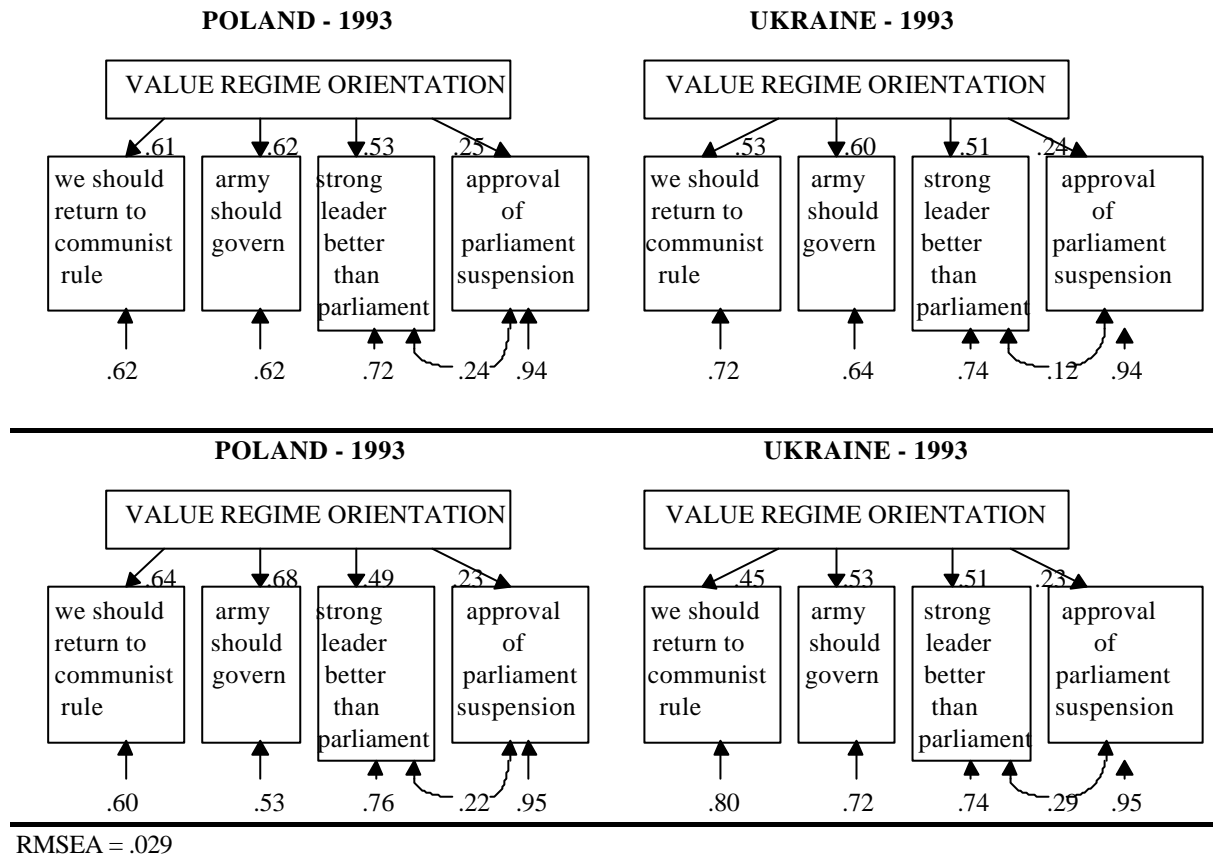 POLAND - 1993
VALUE REGIME ORIENTATION
.61 .62 .53 .25
we should
return to
communist
rule
army
should
govern
strong
leader
better
than
parliament
approval
of
parliament
suspension
.62 .62 .72 .24 .94
UKRAINE - 1993
VALUE REGIME ORIENTATION
.53 .60 .51 .24
we should
return to
communist
rule
army
should
govern
strong
leader
better
than
parliament
approval
of
parliament
suspension
.72 .64 .74 .12 .94
POLAND - 1993
VALUE REGIME ORIENTATION
.64 .68 .49 .23
we should
return to
communist
rule
army
should
govern
strong
leader
better
than
parliament
approval
of
parliament
suspension
.60 .53 .76 .22 .95
UKRAINE - 1993
VALUE REGIME ORIENTATION
.45 .53 .51 .23
we should
return to
communist
rule
army
should
govern
strong
leader
better
than
parliament
approval
of
parliament
suspension
.80 .72 .74 .29 .95
RMSEA = .029